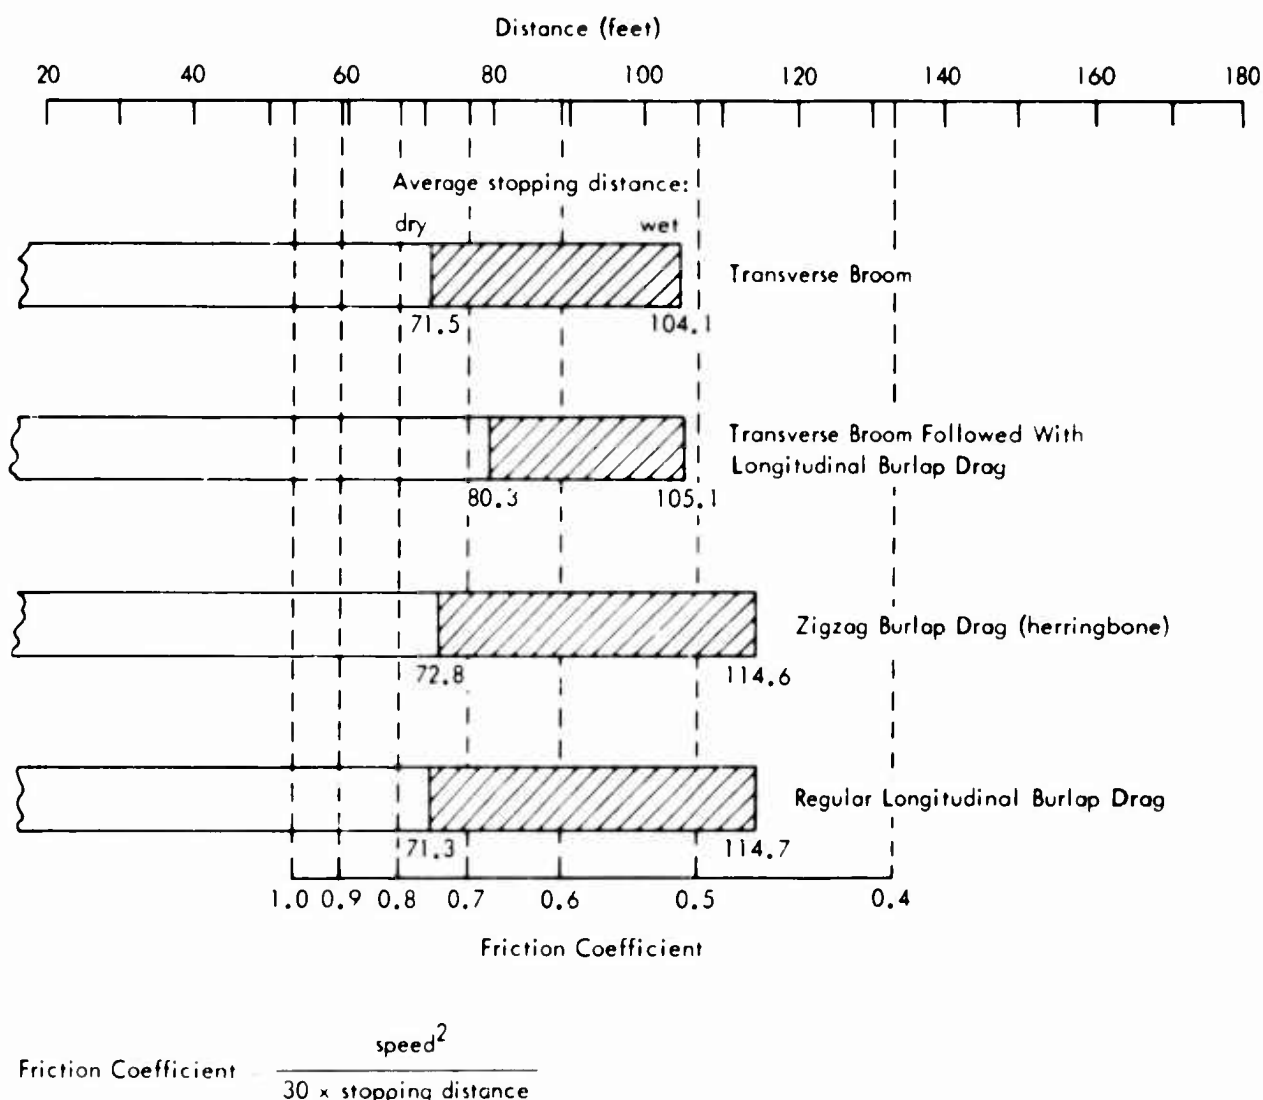 Distance (feet)
20 40 60 80 100 120 140 160 180
Average stopping distance:
dry wet
Transverse Broom
71.5 104.1
Transverse Broom Followed With
Longitudinal Burlap Drag
80.3 105.1
Zigzag Burlap Drag (herringbone)
72.8 114.6
Regular Longitudinal Burlap Drag
71.3 114.7
1.0 0.9 0.8 0.7 0.6 0.5 0.4
Friction Coefficient
speed²
Friction Coefficient
30 × stopping distance